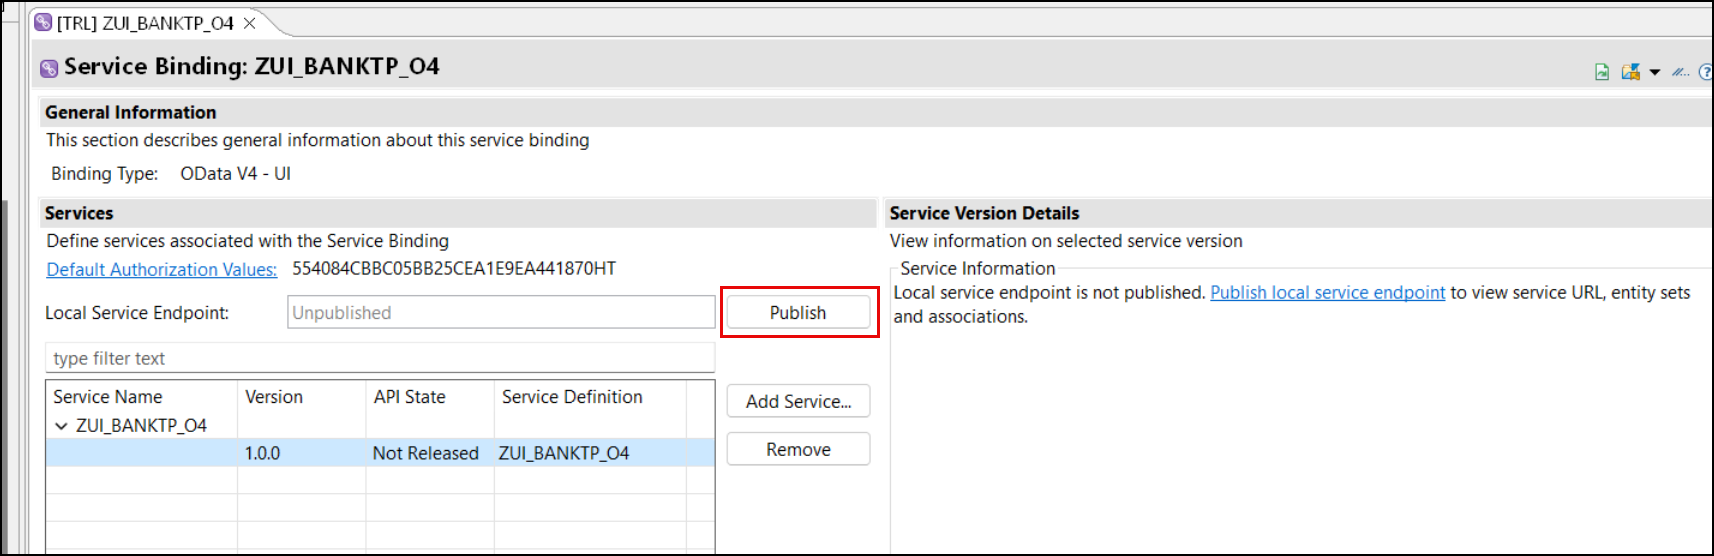 [TRL] ZUI_BANKTP_O4
Service Binding: ZUI_BANKTP_O4
General Information
This section describes general information about this service binding
Binding Type: OData V4 - UI
Services
Define services associated with the Service Binding
Default Authorization Values: 554084CBBC05BB25CEA1E9EA441870HT
Local Service Endpoint: Unpublished Publish
type filter text
Service Name Version API State Service Definition
ZUI_BANKTP_O4
1.0.0 Not Released ZUI_BANKTP_O4
Add Service...
Remove
Service Version Details
View information on selected service version
Service Information
Local service endpoint is not published. Publish local service endpoint to view service URL, entity sets
and associations.